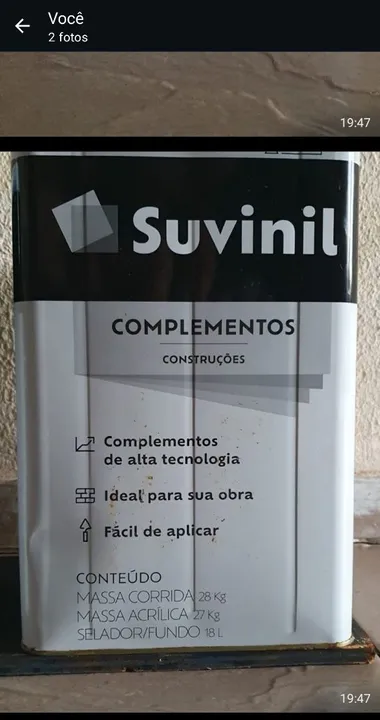 Você
2 fotos
19:47
Suvinil
COMPLEMENTOS
CONSTRUÇÕES
Complementos
de alta tecnologia
Ideal para sua obra
Fácil de aplicar
CONTEÚDO
MASSA CORRIDA 28 Kg
MASSA ACRÍLICA 27 Kg
SELADOR/FUNDO 18 L
19:47